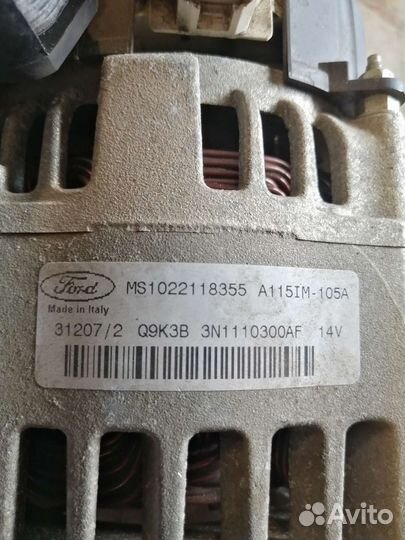 Ford MS1022118355 A115IM-105A
Made in Italy
31207/2 Q9K3B 3N1110300AF 14V
Avito